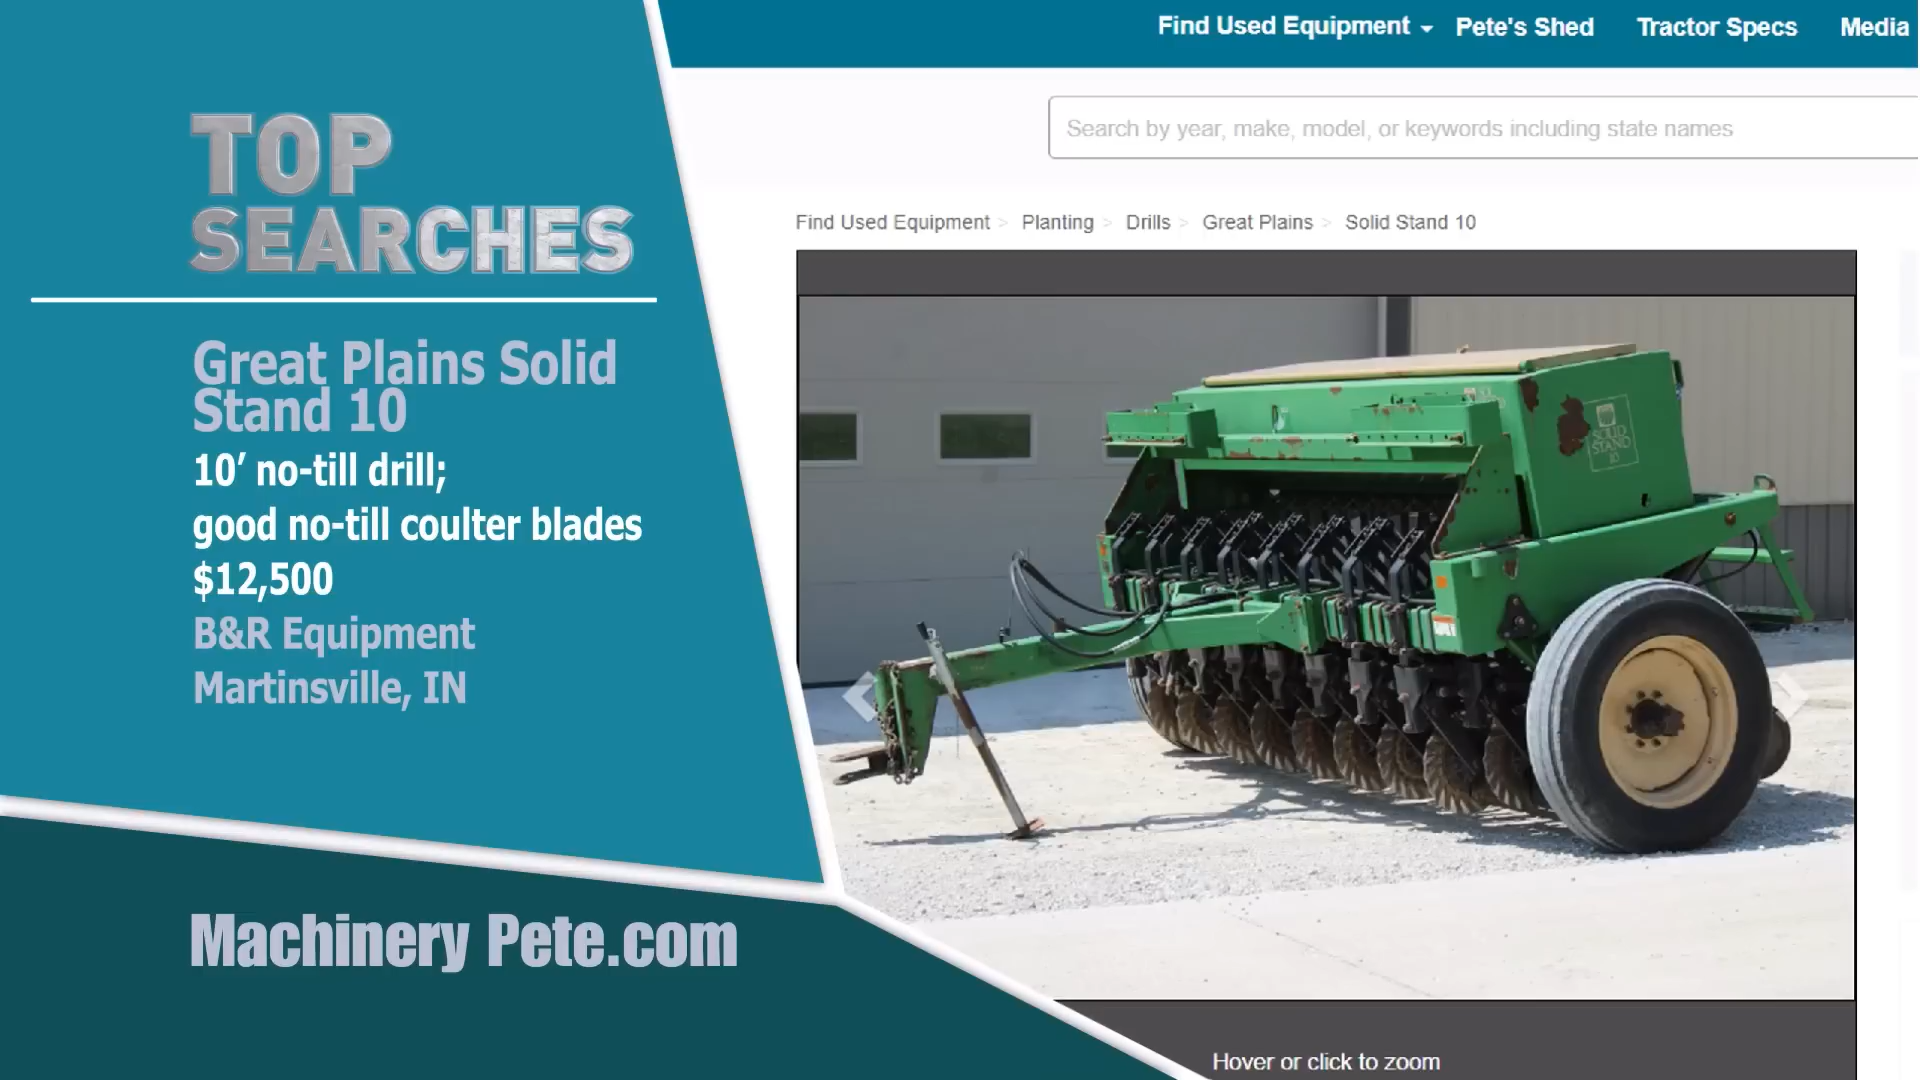 TOP
SEARCHES
Great Plains Solid
Stand 10
10’ no-till drill;
good no-till coulter blades
$12,500
B&R Equipment
Martinsville, IN
Machinery Pete.com
Find Used Equipment Pete's Shed Tractor Specs Media
Search by year, make, model, or keywords including state names
Find Used Equipment > Planting > Drills > Great Plains > Solid Stand 10
SOLID
STAND
10
Hover or click to zoom